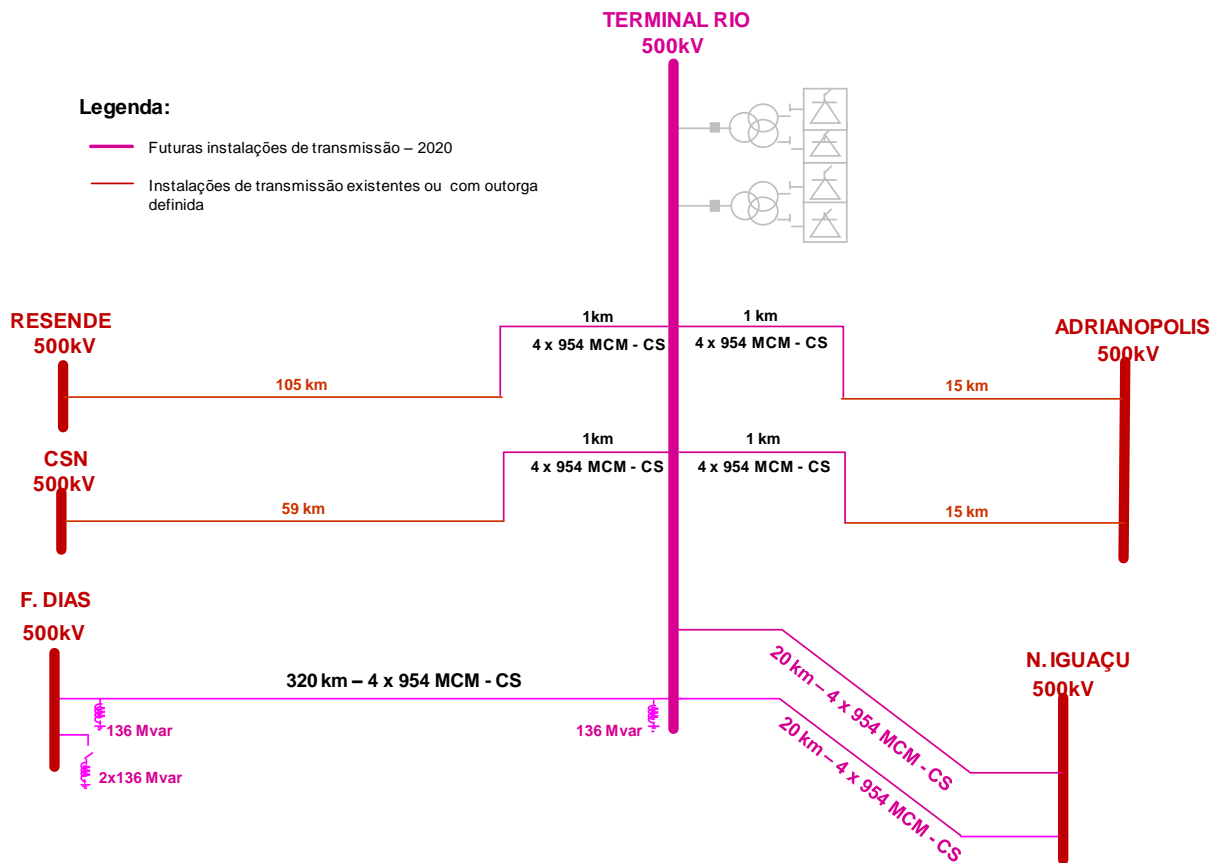 TERMINAL RIO
500kV
Legenda:
Futuras instalações de transmissão – 2020
Instalações de transmissão existentes ou com outorga
definida
RESENDE
500kV
1km
4 x 954 MCM - CS
1 km
4 x 954 MCM - CS
ADRIANOPOLIS
500kV
105 km
15 km
CSN
500kV
1km
4 x 954 MCM - CS
1 km
4 x 954 MCM - CS
59 km
15 km
F. DIAS
500kV
320 km – 4 x 954 MCM - CS
136 Mvar
2x136 Mvar
136 Mvar
20 km – 4 x 954 MCM - CS
20 km – 4 x 954 MCM - CS
N. IGUAÇU
500kV